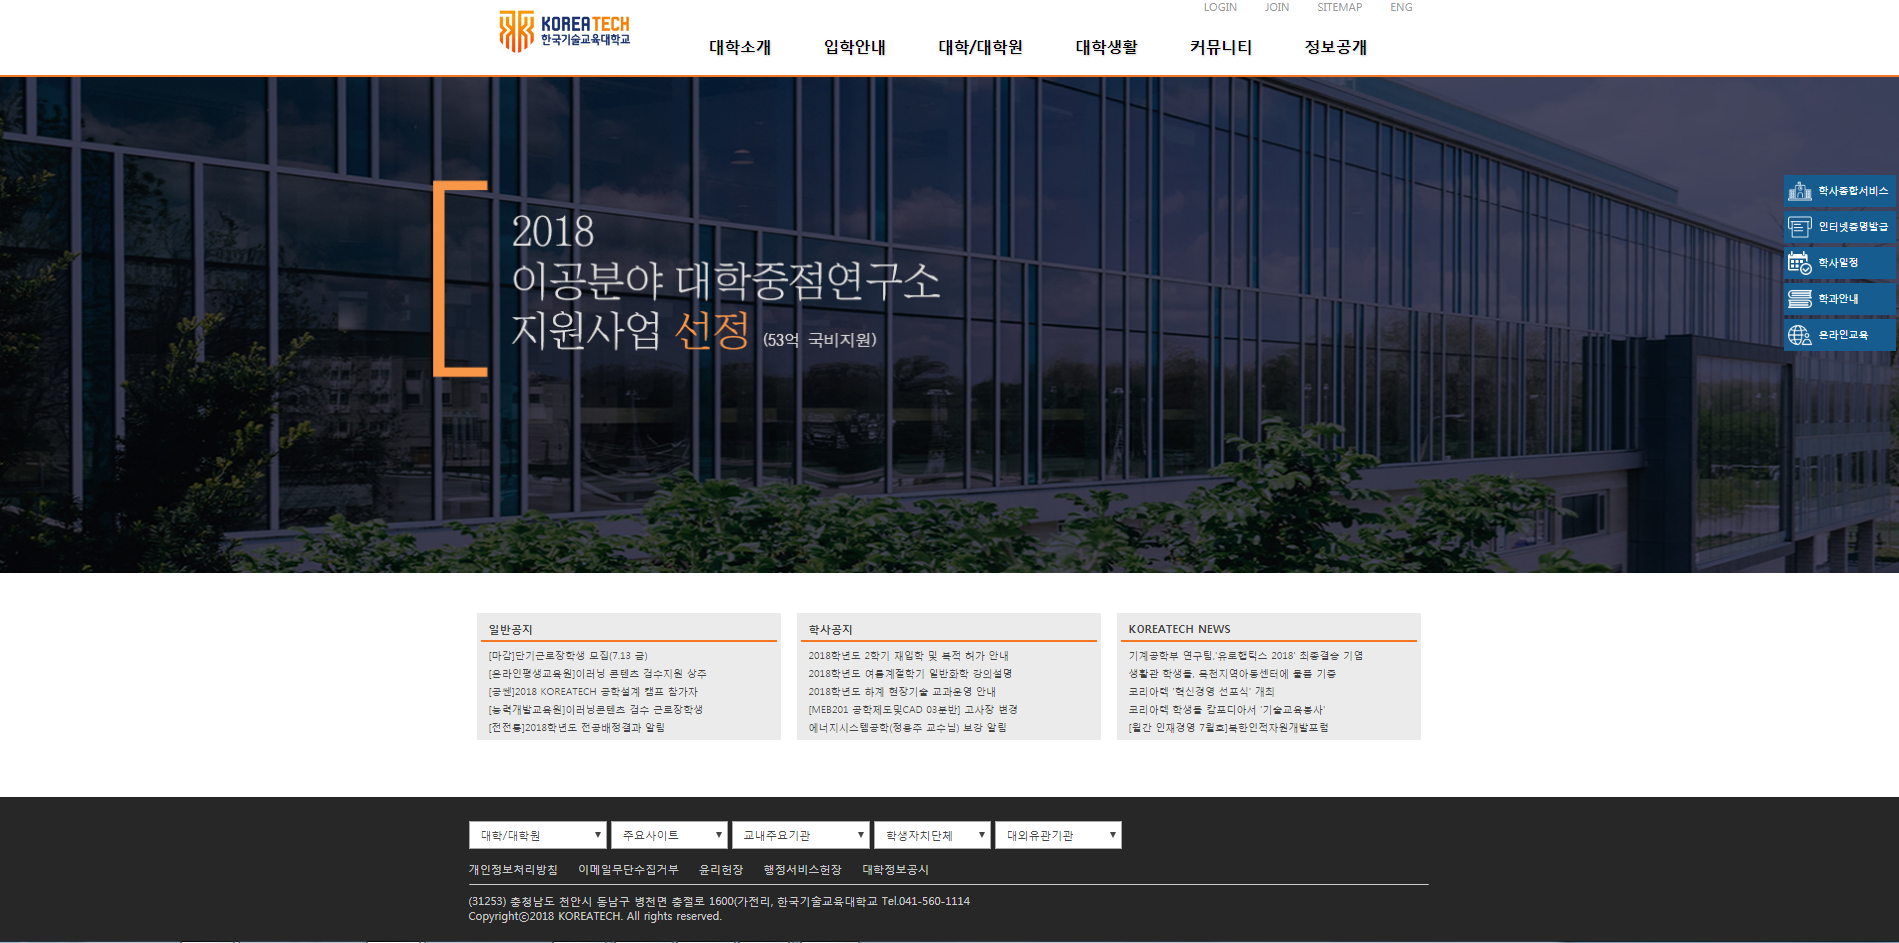 LOGIN JOIN SITEMAP ENG
KOREATECH
한국기술교육대학교
대학소개 입학안내 대학/대학원 대학생활 커뮤니티 정보공개
2018
이공분야 대학중점연구소
지원사업 선정 (53억 국비지원)
학사종합서비스
인터넷증명발급
학사일정
학과안내
온라인교육
일반공지
[마감]단기근로장학생 모집(7.13 금)
[온라인평생교육원]이러닝 콘텐츠 검수지원 상주
[공쎈]2018 KOREATECH 공학설계 캠프 참가자
[능력개발교육원]이러닝콘텐츠 검수 근로장학생
[전전통]2018학년도 전공배정결과 알림
학사공지
2018학년도 2학기 재입학 및 복적 허가 안내
2018학년도 여름계절학기 일반화학 강의설명
2018학년도 하계 현장기술 교과운영 안내
[MEB201 공학제도및CAD 03분반] 고사장 변경
에너지시스템공학(정용주 교수님) 보강 알림
KOREATECH NEWS
기계공학부 연구팀,'유로햅틱스 2018' 최종결승 기염
생활관 학생들, 목천지역아동센터에 물품 기증
코리아텍 '혁신경영 선포식' 개최
코리아텍 학생들 캄포디아서 '기술교육봉사'
[월간 인재경영 7월호]북한인적자원개발포럼
대학/대학원 주요사이트 교내주요기관 학생자치단체 대외유관기관
개인정보처리방침 이메일무단수집거부 윤리헌장 행정서비스헌장 대학정보공시
(31253) 충청남도 천안시 동남구 병천면 충절로 1600(가전리, 한국기술교육대학교 Tel.041-560-1114
Copyrightⓒ2018 KOREATECH. All rights reserved.